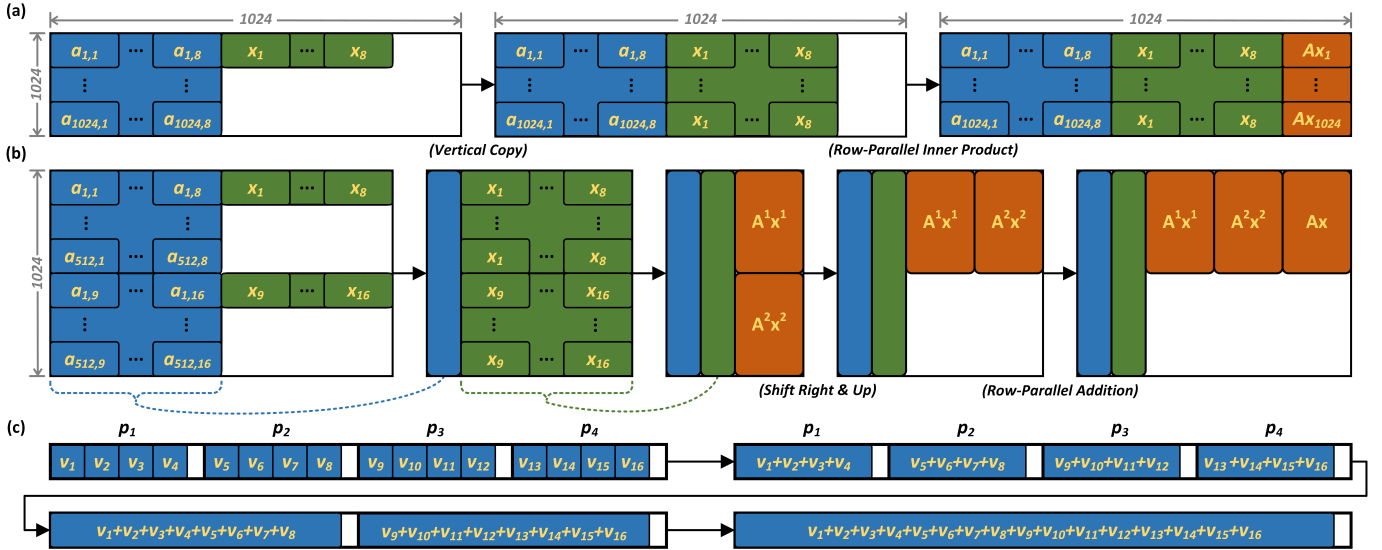 (a) 1024 1024 1024
1024
a1,1 ... a1,8 x1 ... x8
⋮
a1024,1 ... a1024,8
a1,1 ... a1,8 x1 ... x8
⋮ ⋮
a1024,1 ... a1024,8 x1 ... x8
a1,1 ... a1,8 x1 ... x8 Ax1
⋮ ⋮ ⋮
a1024,1 ... a1024,8 x1 ... x8 Ax1024
(Vertical Copy) (Row-Parallel Inner Product)
(b)
1024
a1,1 ... a1,8 x1 ... x8
⋮
a512,1 ... a512,8
a1,9 ... a1,16 x9 ... x16
⋮
a512,9 ... a512,16
x1 ... x8
⋮
x1 ... x8
x9 ... x16
⋮
x9 ... x16
A¹x¹
A²x²
A¹x¹ A²x²
A¹x¹ A²x² Ax
(Shift Right & Up) (Row-Parallel Addition)
(c) p1 p2 p3 p4 p1 p2 p3 p4
v1 v2 v3 v4 v5 v6 v7 v8 v9 v10 v11 v12 v13 v14 v15 v16
v1+v2+v3+v4 v5+v6+v7+v8 v9+v10+v11+v12 v13+v14+v15+v16
v1+v2+v3+v4+v5+v6+v7+v8 v9+v10+v11+v12+v13+v14+v15+v16
v1+v2+v3+v4+v5+v6+v7+v8+v9+v10+v11+v12+v13+v14+v15+v16